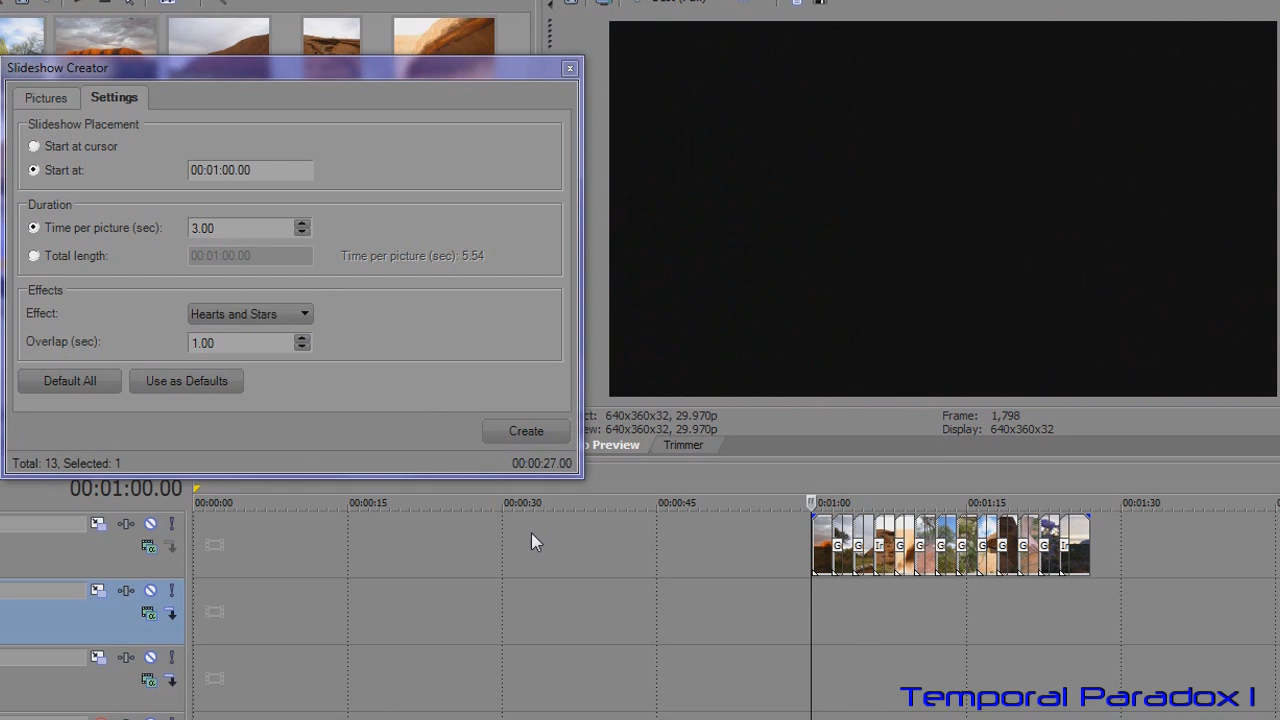 Slideshow Creator
Pictures
Settings
Slideshow Placement
Start at cursor
Start at:
00:01:00.00
Duration
Time per picture (sec):
3.00
Total length:
00:01:00.00
Time per picture (sec): 5.54
Effects
Effect:
Hearts and Stars
Overlap (sec):
1.00
Default All
Use as Defaults
Create
Total: 13, Selected: 1
00:00:27.00
640x360x32, 29.970p
Frame: 1,798
640x360x32, 29.970p
Display: 640x360x32
Preview
Trimmer
00:01:00.00
00:00:00
00:00:15
00:00:30
00:00:45
00:01:00
00:01:15
00:01:30
G G Ir G G G G G G G G Ir
Temporal Paradox I